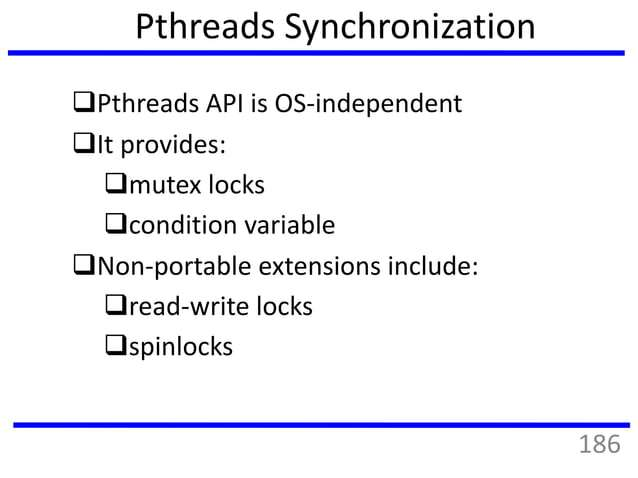 Pthreads Synchronization
❑Pthreads API is OS-independent
❑It provides:
❑mutex locks
❑condition variable
❑Non-portable extensions include:
❑read-write locks
❑spinlocks
186